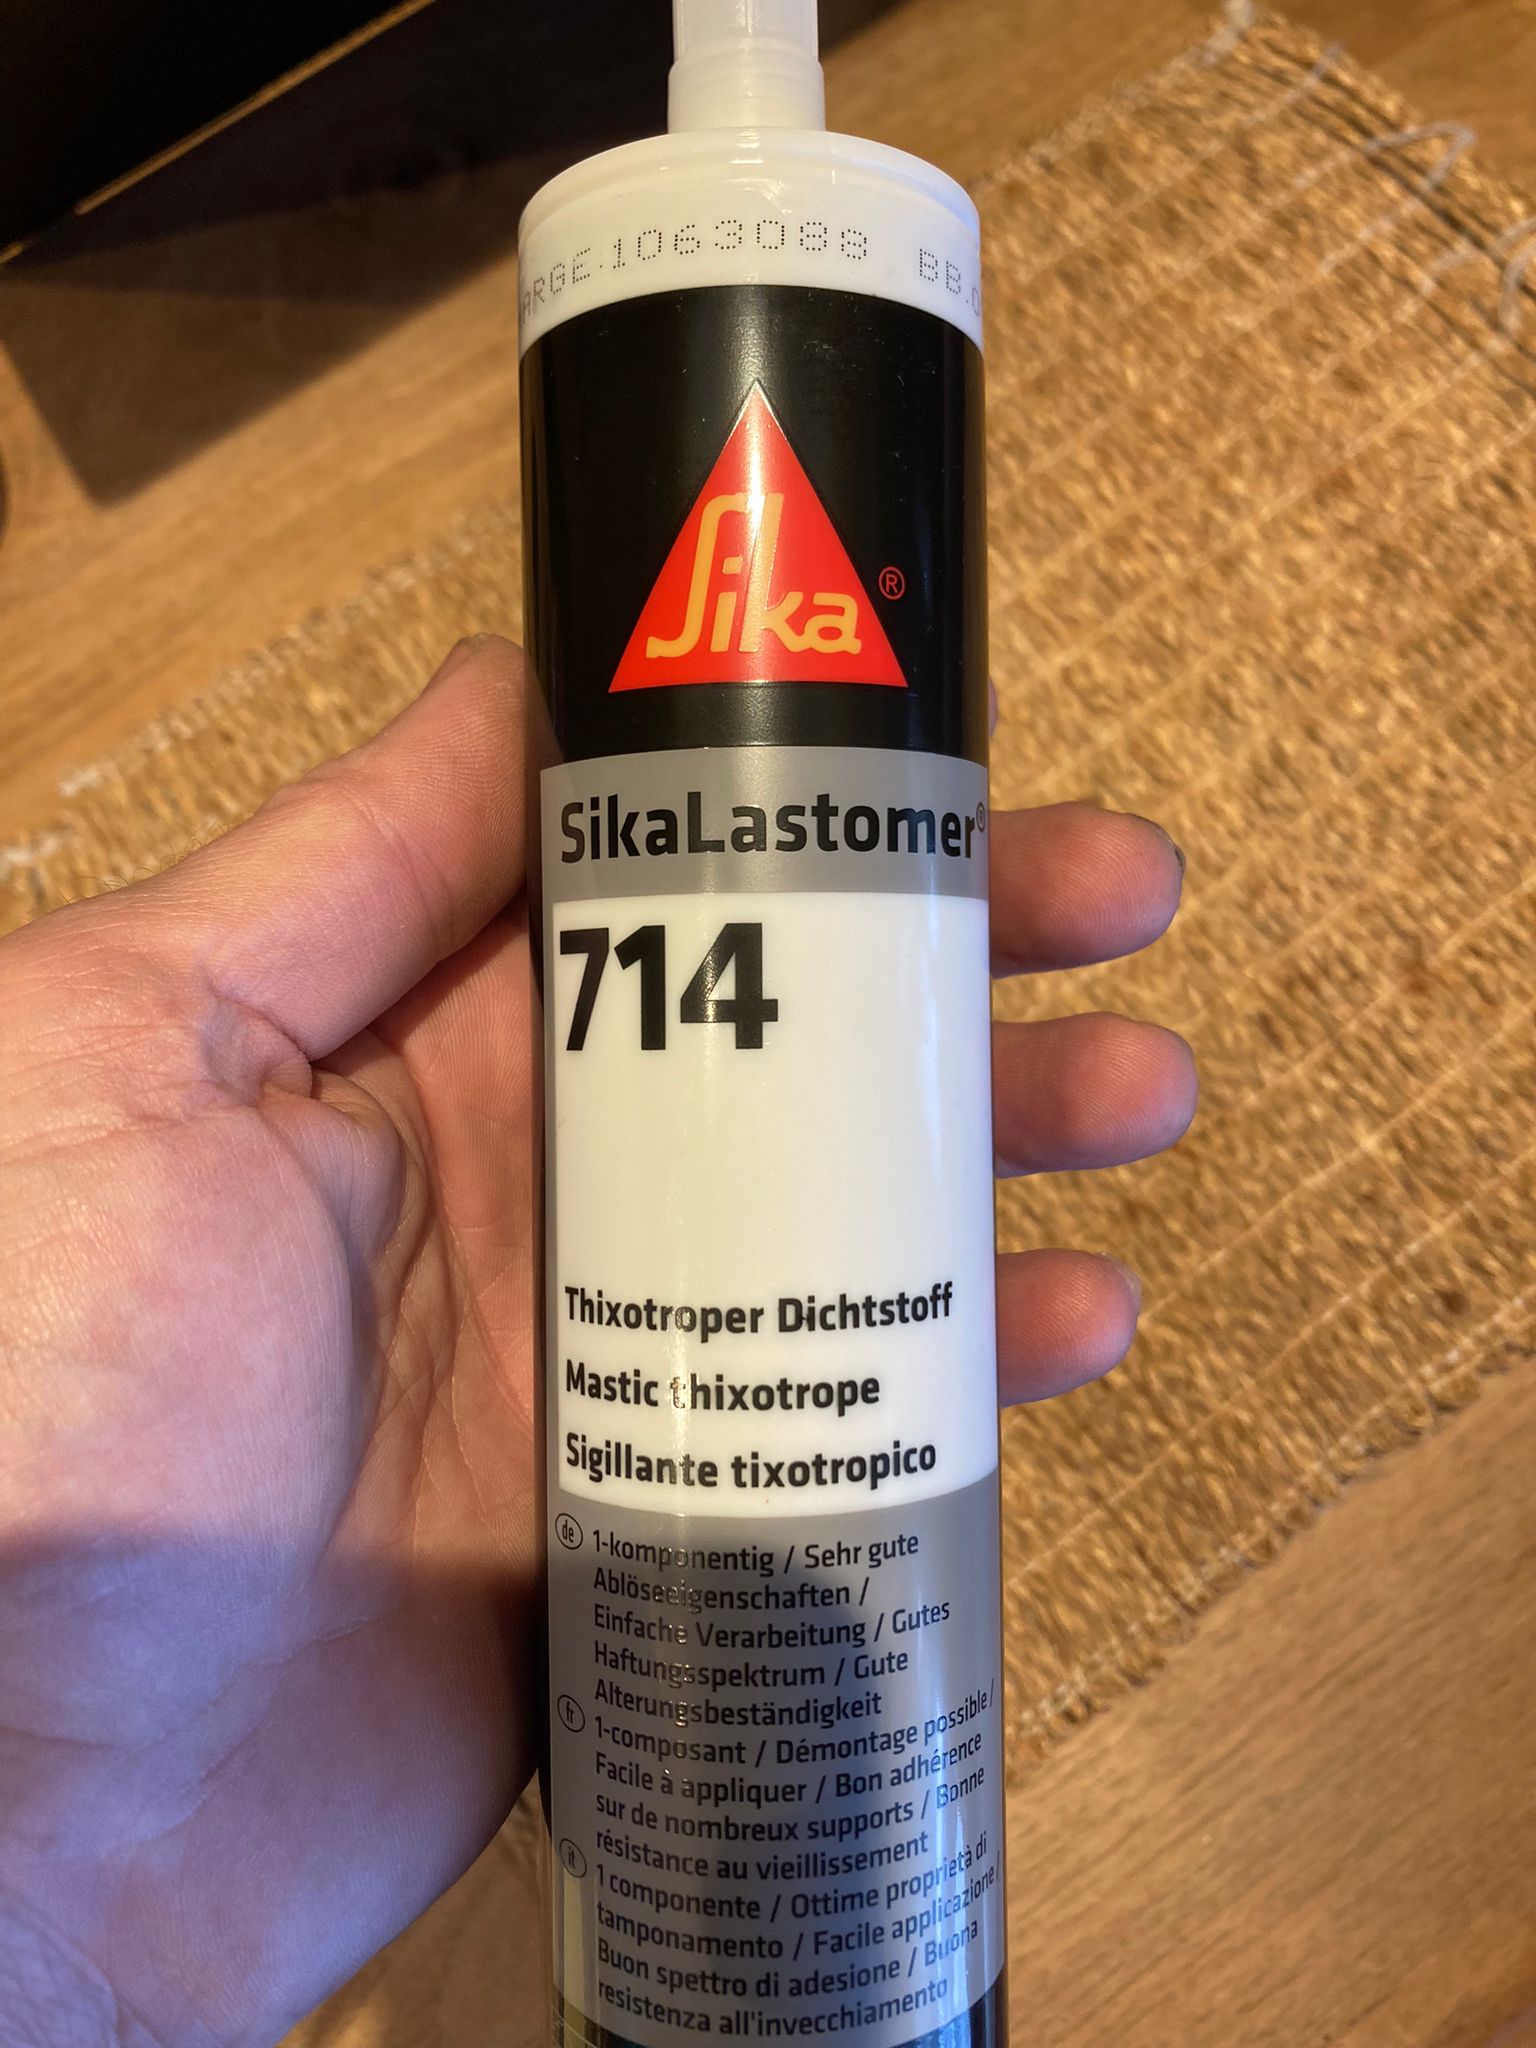 1063088 BB
Sika®
SikaLastomer®
714
Thixotroper Dichtstoff
Mastic thixotrope
Sigillante tixotropico
de 1-komponentig / Sehr gute
Ablöseeigenschaften /
Einfache Verarbeitung / Gutes
Haftungsspektrum / Gute
Alterungsbeständigkeit
fr 1-composant / Démontage possible /
Facile à appliquer / Bon adhérence
sur de nombreux supports / Bonne
résistance au vieillissement
it 1 componente / Ottime proprietà di
tamponamento / Facile applicazione /
Buon spettro di adesione / Buona
resistenza all'invecchiamento